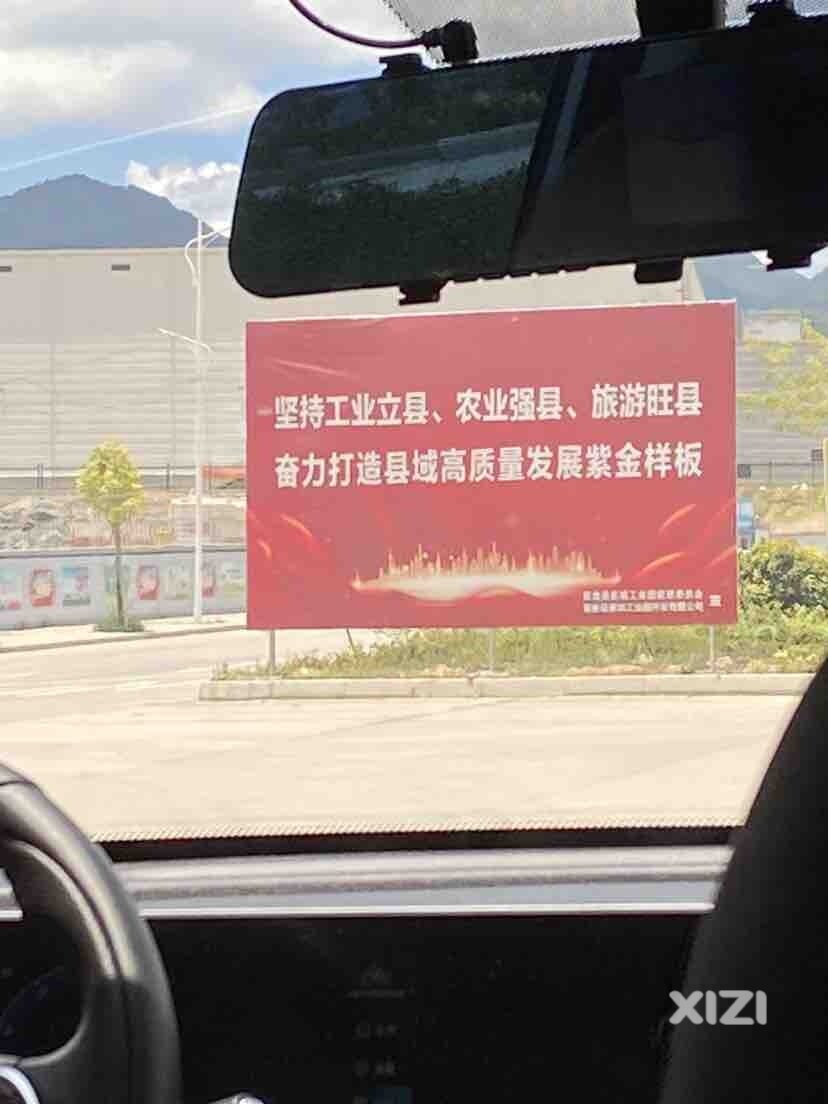 坚持工业立县、农业强县、旅游旺县
奋力打造县域高质量发展紫金样板
宣
XIZI